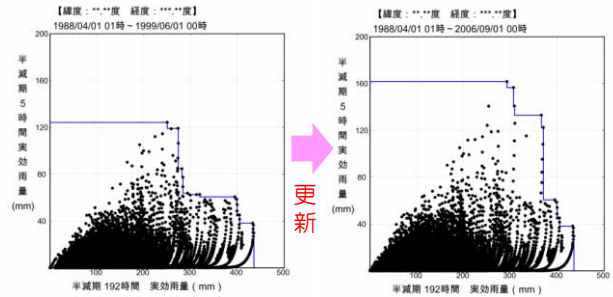 【緯度：**.**度　経度：***.**度】
1988/04/01 01時～1999/06/01 00時
半減期5時間実効雨量
(mm)
200
160
120
80
40
0
100
200
300
400
500
半減期 192時間　実効雨量（mm）
更新
【緯度：**.**度　経度：***.**度】
1988/04/01 01時～2006/09/01 00時
半減期5時間実効雨量
(mm)
200
160
120
80
40
0
100
200
300
400
500
半減期 192時間　実効雨量（mm）